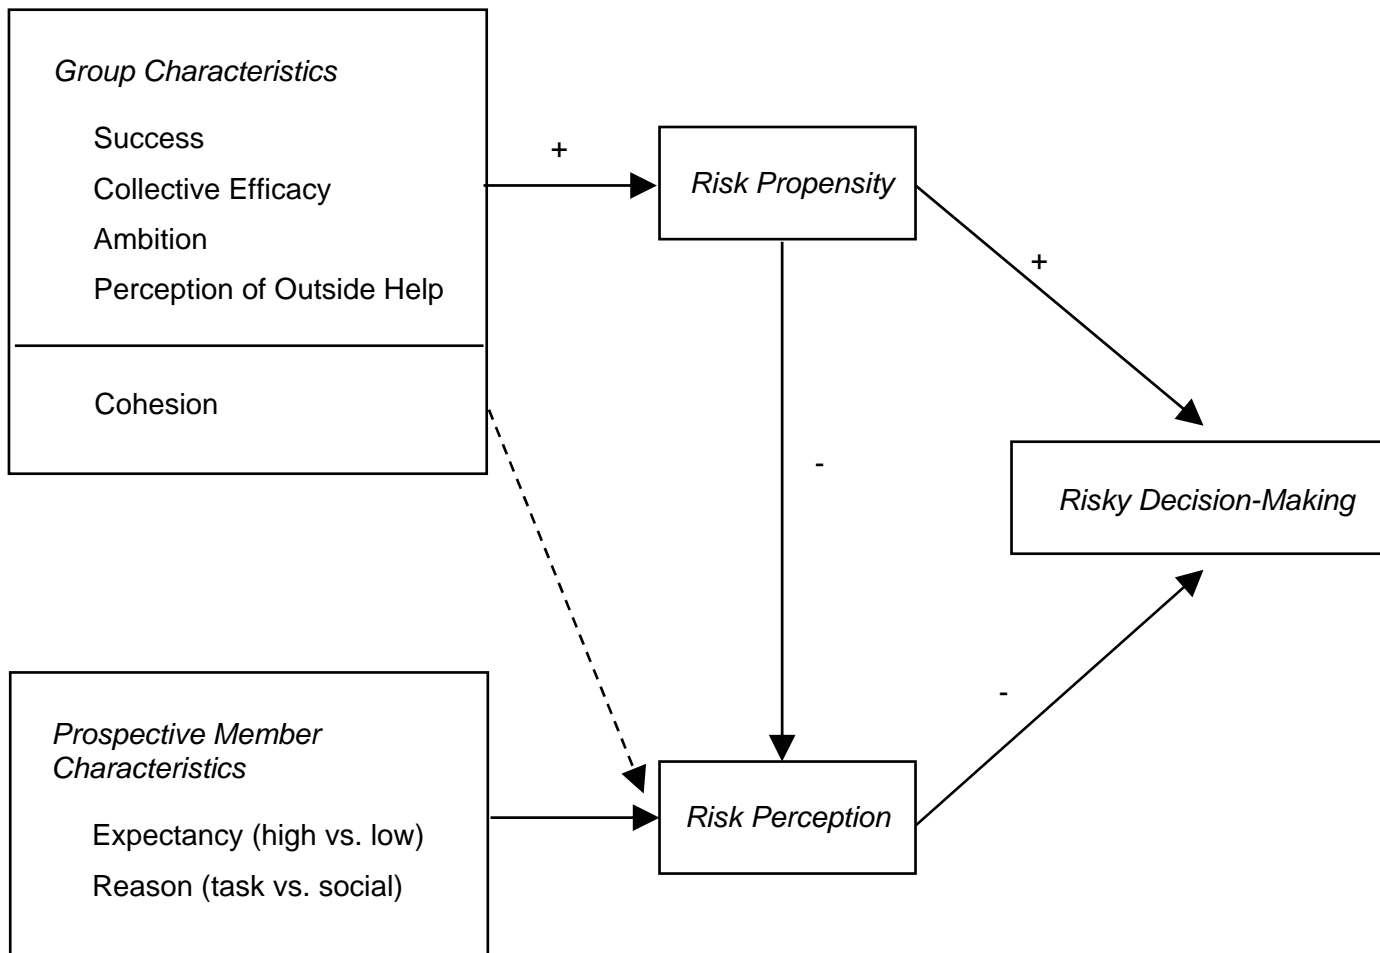 Group Characteristics
Success
Collective Efficacy
Ambition
Perception of Outside Help
Cohesion
+
Risk Propensity
+
-
Risky Decision-Making
-
Prospective Member
Characteristics
Expectancy (high vs. low)
Reason (task vs. social)
Risk Perception